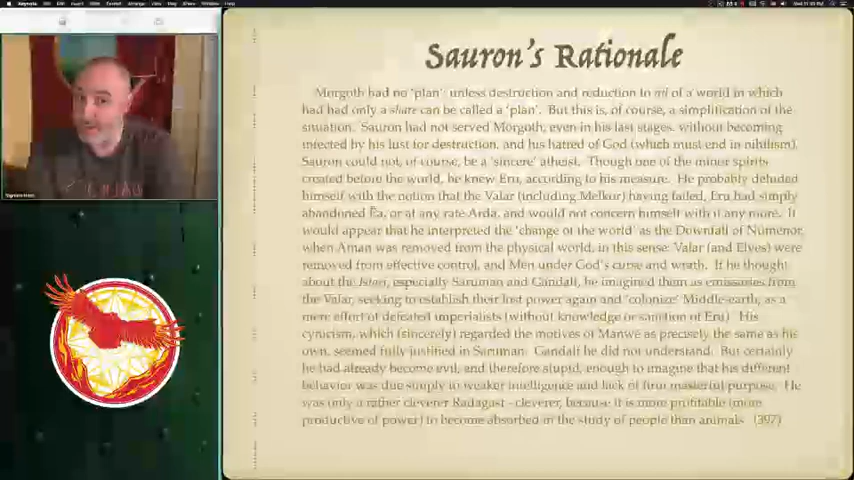 Sauron's Rationale
Morgoth had no 'plan' unless destruction and reduction to nil of a world in which
had had only a share can be called a 'plan'. But this is, of course, a simplification of the
situation. Sauron had not served Morgoth, even in his last stages, without becoming
infected by his lust for destruction, and his hatred of God (which must end in nihilism).
Sauron could not, of course, be a 'sincere' atheist. Though one of the minor spirits
created before the world, he knew Eru, according to his measure. He probably deluded
himself with the notion that the Valar (including Melkor) having failed, Eru had simply
abandoned Eä, or at any rate Arda, and would not concern himself with it any more. It
would appear that he interpreted the 'change of the world' as the Downfall of Númenor,
when Aman was removed from the physical world, in this sense: Valar (and Elves) were
removed from effective control, and Men under God's curse and wrath. If he thought
about the Istari, especially Saruman and Gandalf, he imagined them as emissaries from
the Valar, seeking to establish their lost power again and 'colonize' Middle-earth, as a
mere effort of defeated imperialists (without knowledge or sanction of Eru). His
cynicism, which (sincerely) regarded the motives of Manwë as precisely the same as his
own, seemed fully justified in Saruman. Gandalf he did not understand. But certainly
he had already become evil, and therefore stupid, enough to imagine that his different
behavior was due simply to weaker intelligence and lack of firm masterful purpose. He
was only a rather cleverer Radagast - cleverer, because it is more profitable (more
productive of power) to become absorbed in the study of people than animals. (397)